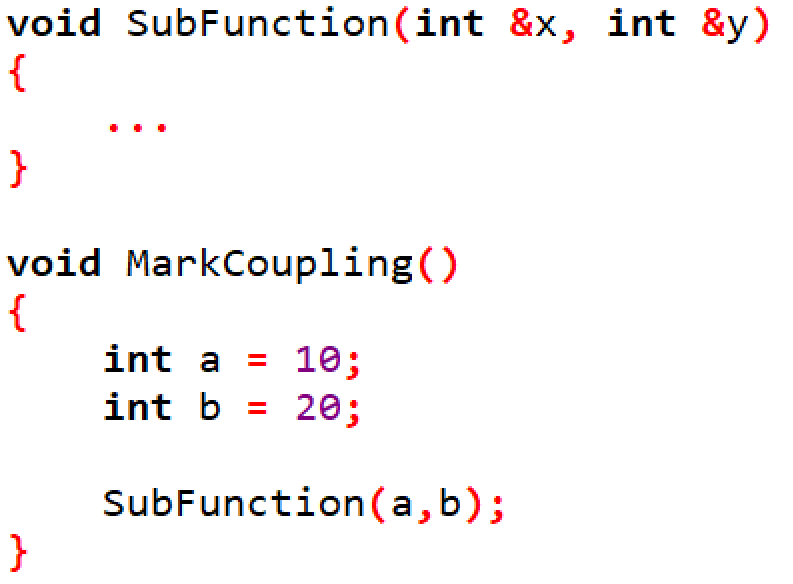 void SubFunction(int &x, int &y)
{
    ...
}
void MarkCoupling()
{
    int a = 10;
    int b = 20;
    SubFunction(a,b);
}